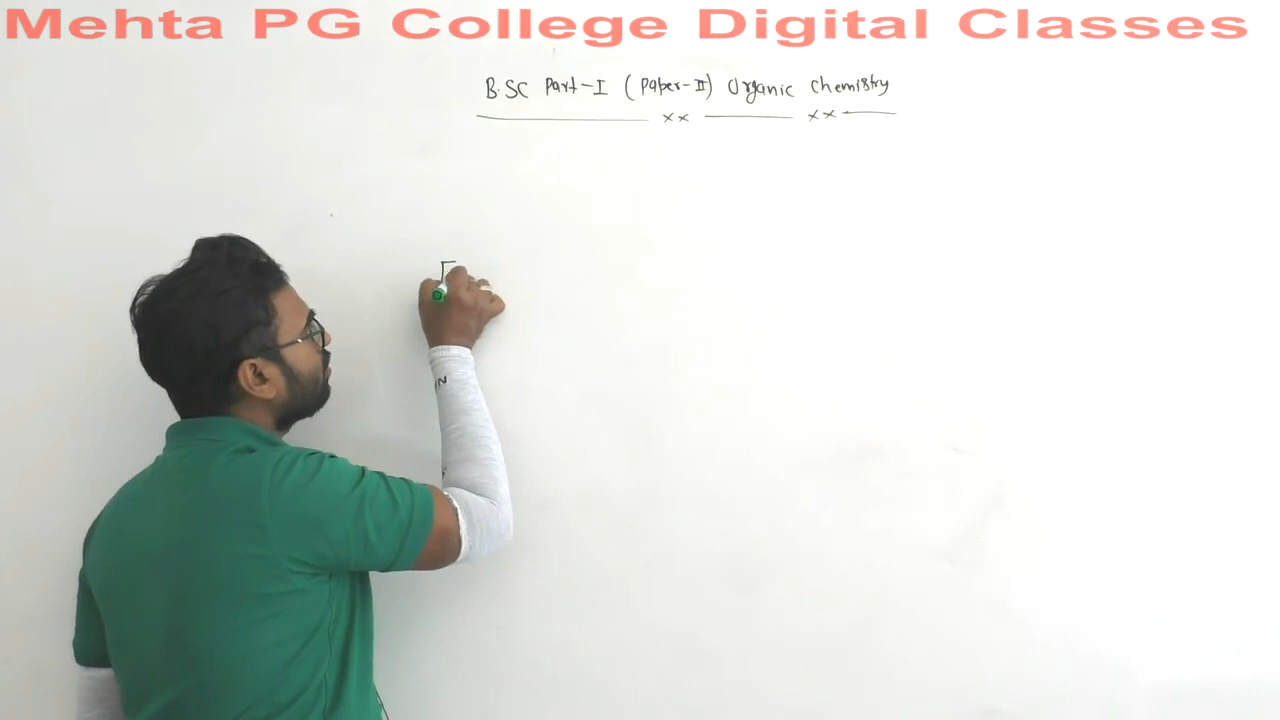 Mehta PG College Digital Classes
B.SC Part-I (Paper-II) Organic Chemistry